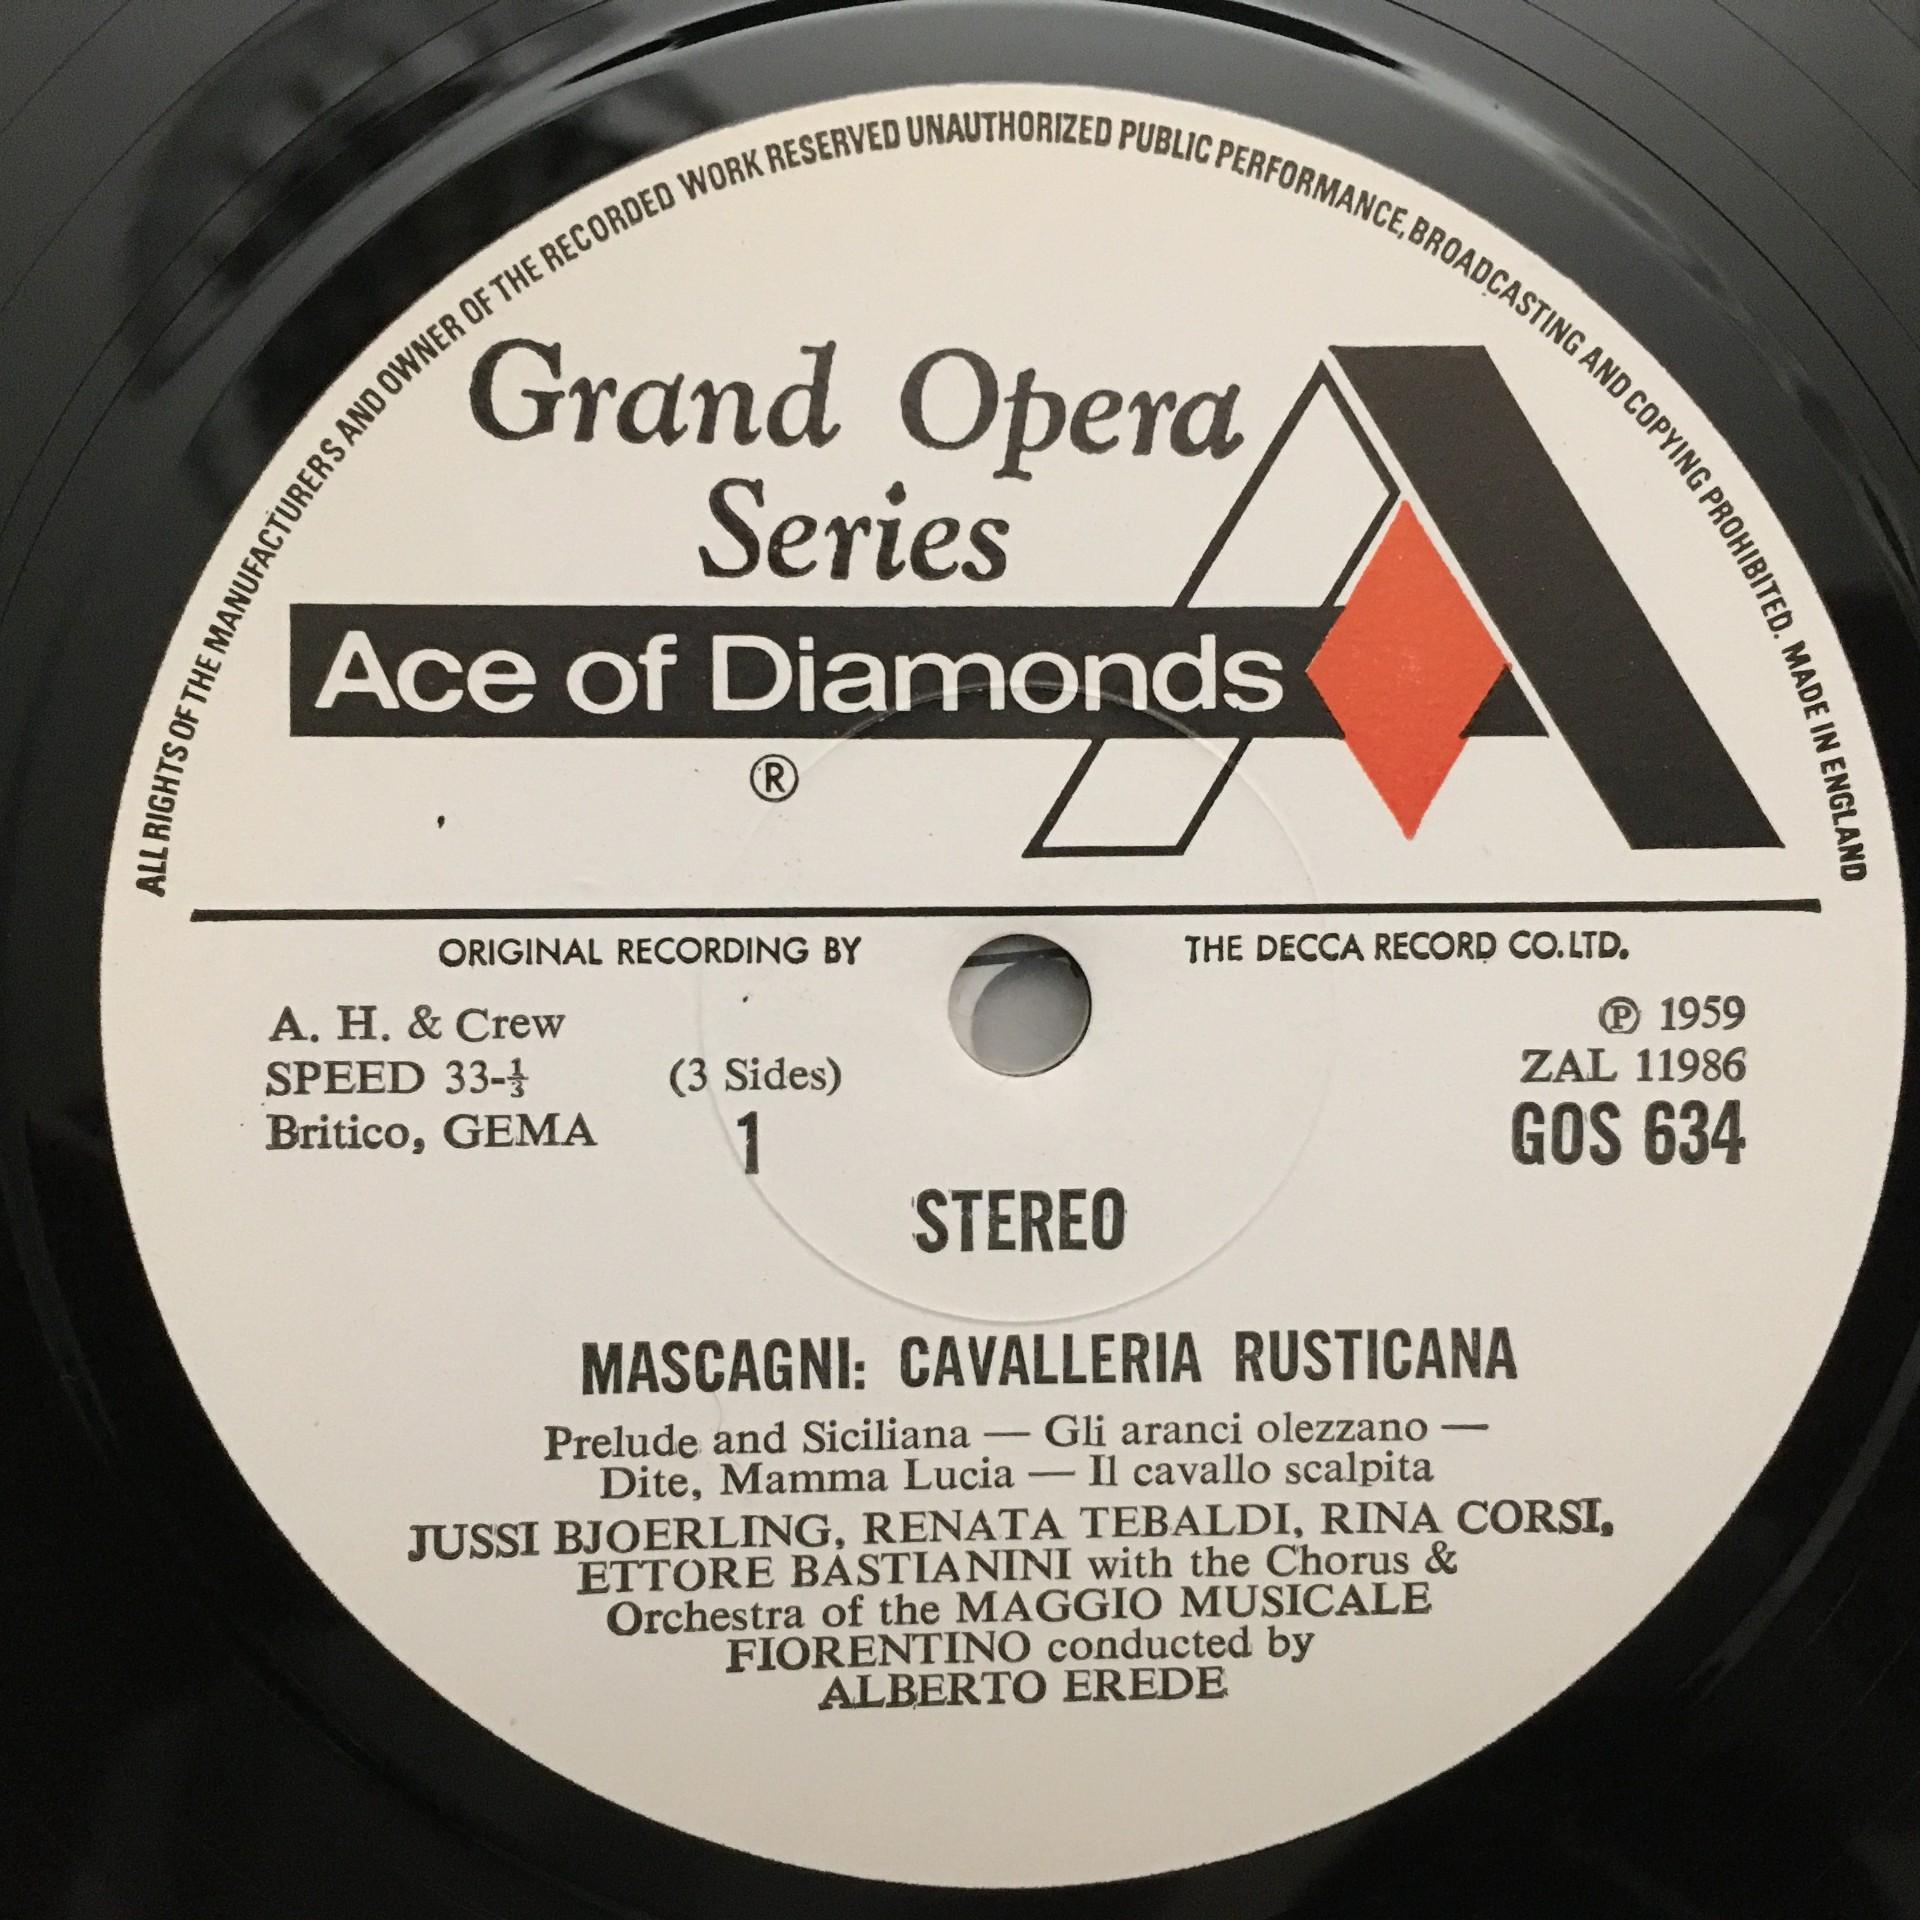 ALL RIGHTS OF THE MANUFACTURERS AND OWNER OF THE RECORDED WORK RESERVED UNAUTHORIZED PUBLIC PERFORMANCE, BROADCASTING AND COPYING PROHIBITED. MADE IN ENGLAND
Grand Opera
Series
Ace of Diamonds
®
ORIGINAL RECORDING BY THE DECCA RECORD CO. LTD.
A. H. & Crew ℗ 1959
SPEED 33-⅓ (3 Sides) ZAL 11986
Britico, GEMA 1 GOS 634
STEREO
MASCAGNI: CAVALLERIA RUSTICANA
Prelude and Siciliana — Gli aranci olezzano —
Dite, Mamma Lucia — Il cavallo scalpita
JUSSI BJOERLING, RENATA TEBALDI, RINA CORSI,
ETTORE BASTIANINI with the Chorus &
Orchestra of the MAGGIO MUSICALE
FIORENTINO conducted by
ALBERTO EREDE